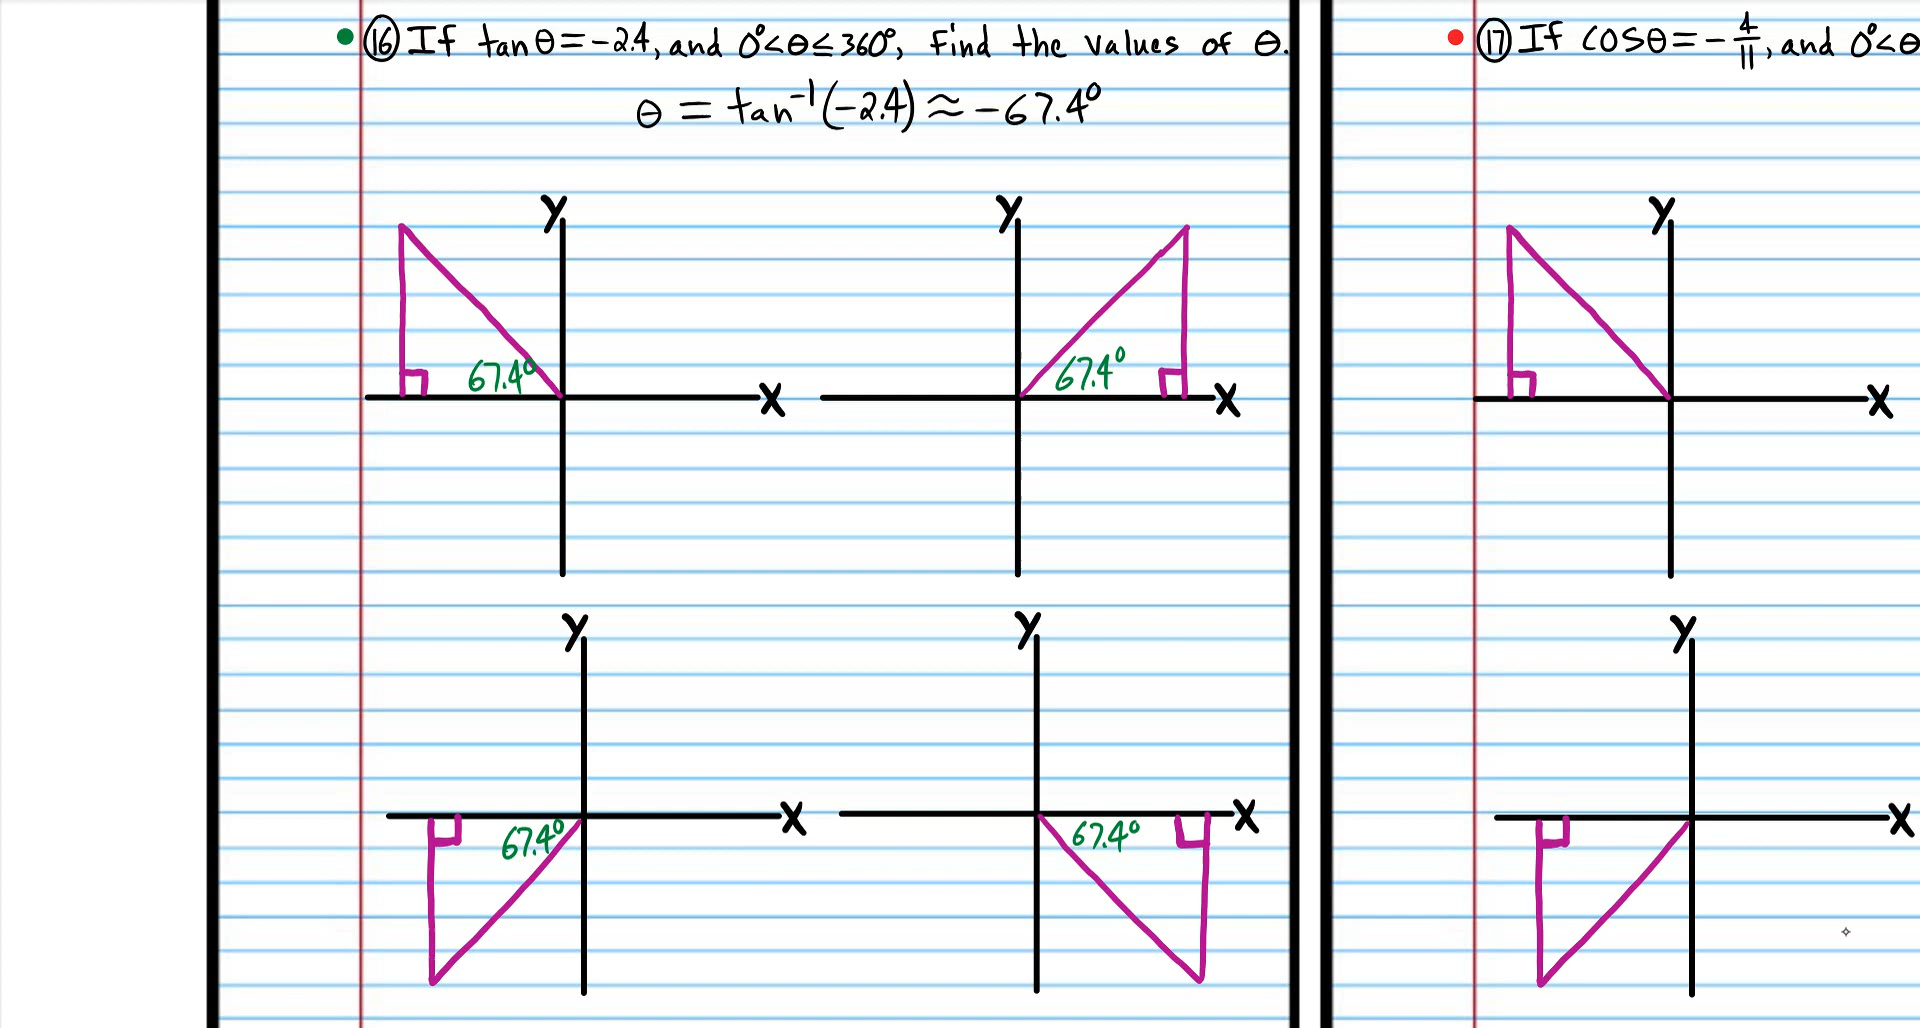 ⑯ If tanθ=-2.4, and 0°<θ≤360°, Find the values of θ.
θ = tan⁻¹(-2.4) ≈ -67.4°
y
67.4°
x
y
67.4°
x
y
67.4°
x
y
67.4°
x
⑰ If cosθ=-4/11, and 0°<θ
y
x
y
x